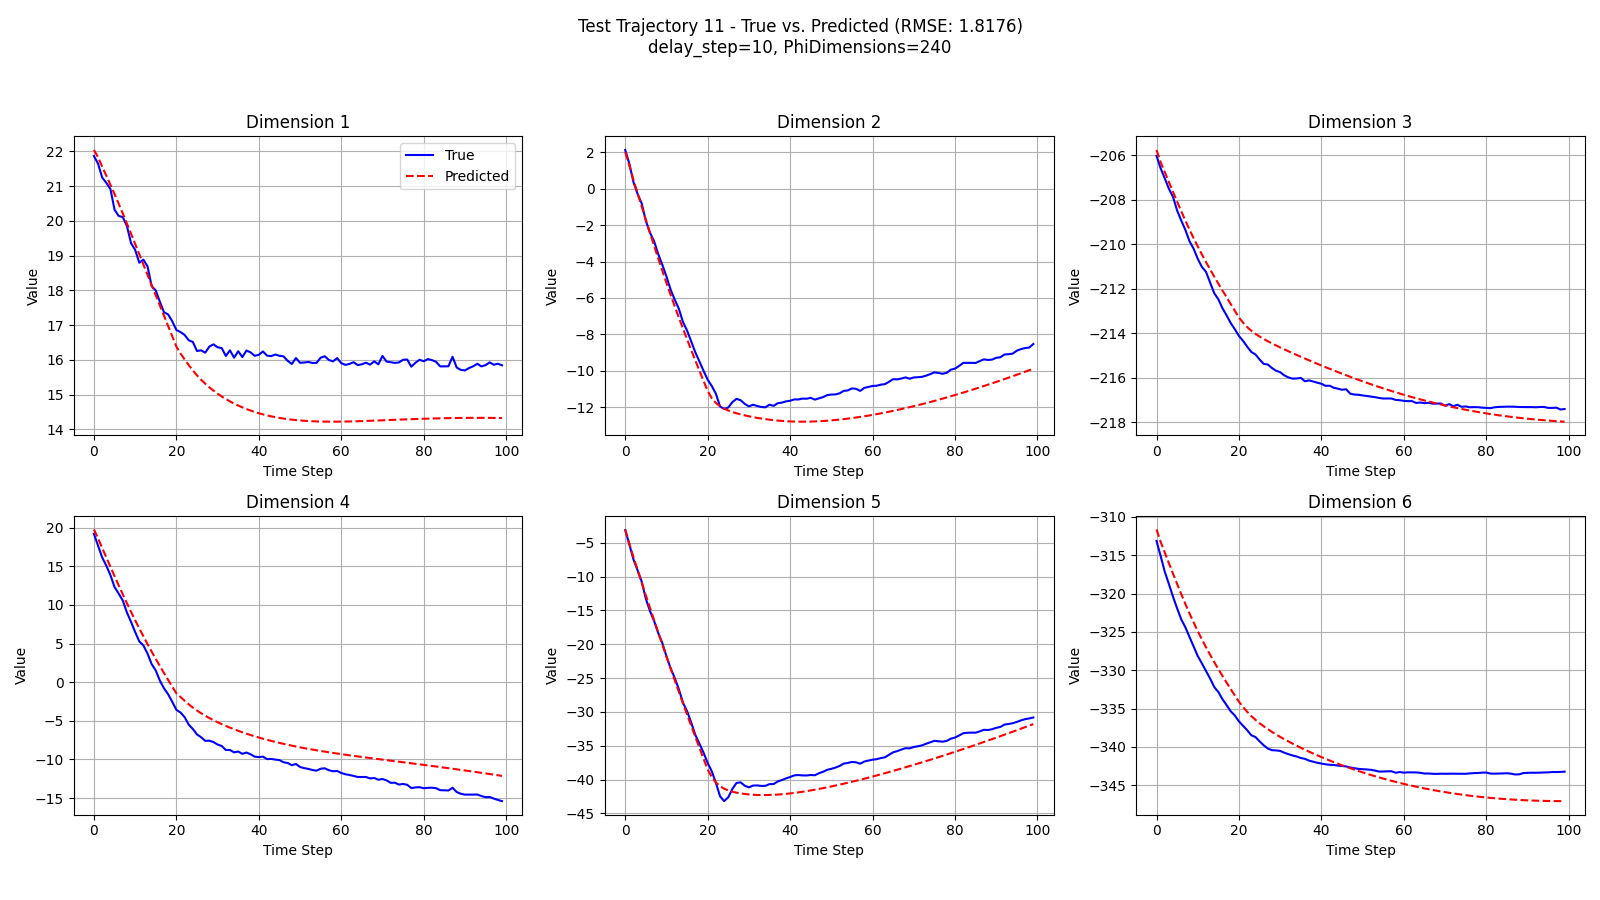 Test Trajectory 11 - True vs. Predicted (RMSE: 1.8176)
delay_step=10, PhiDimensions=240
Dimension 1
Value
22
21
20
19
18
17
16
15
14
0 20 40 60 80 100
Time Step
True
Predicted
Dimension 2
Value
2
0
−2
−4
−6
−8
−10
−12
0 20 40 60 80 100
Time Step
Dimension 3
Value
−206
−208
−210
−212
−214
−216
−218
0 20 40 60 80 100
Time Step
Dimension 4
Value
20
15
10
5
0
−5
−10
−15
0 20 40 60 80 100
Time Step
Dimension 5
Value
−5
−10
−15
−20
−25
−30
−35
−40
−45
0 20 40 60 80 100
Time Step
Dimension 6
Value
−310
−315
−320
−325
−330
−335
−340
−345
0 20 40 60 80 100
Time Step